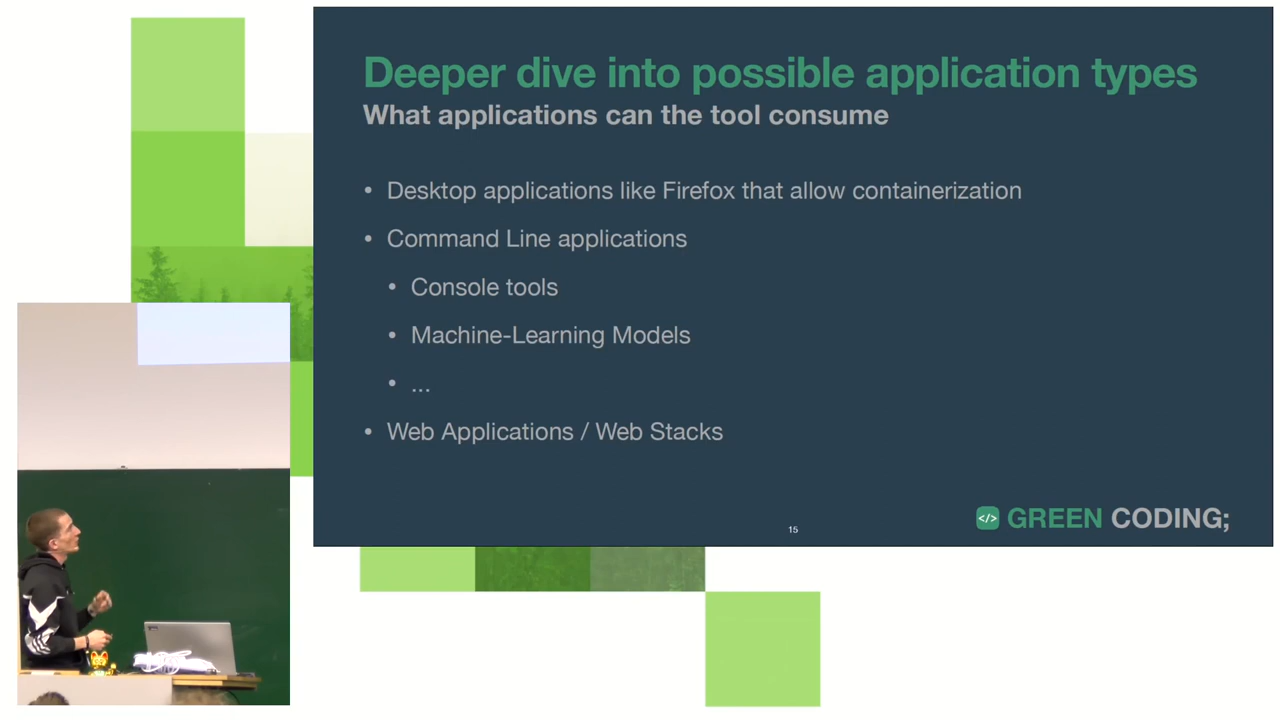 Deeper dive into possible application types
What applications can the tool consume
• Desktop applications like Firefox that allow containerization
• Command Line applications
• Console tools
• Machine-Learning Models
• ...
• Web Applications / Web Stacks
15
</> GREEN CODING;